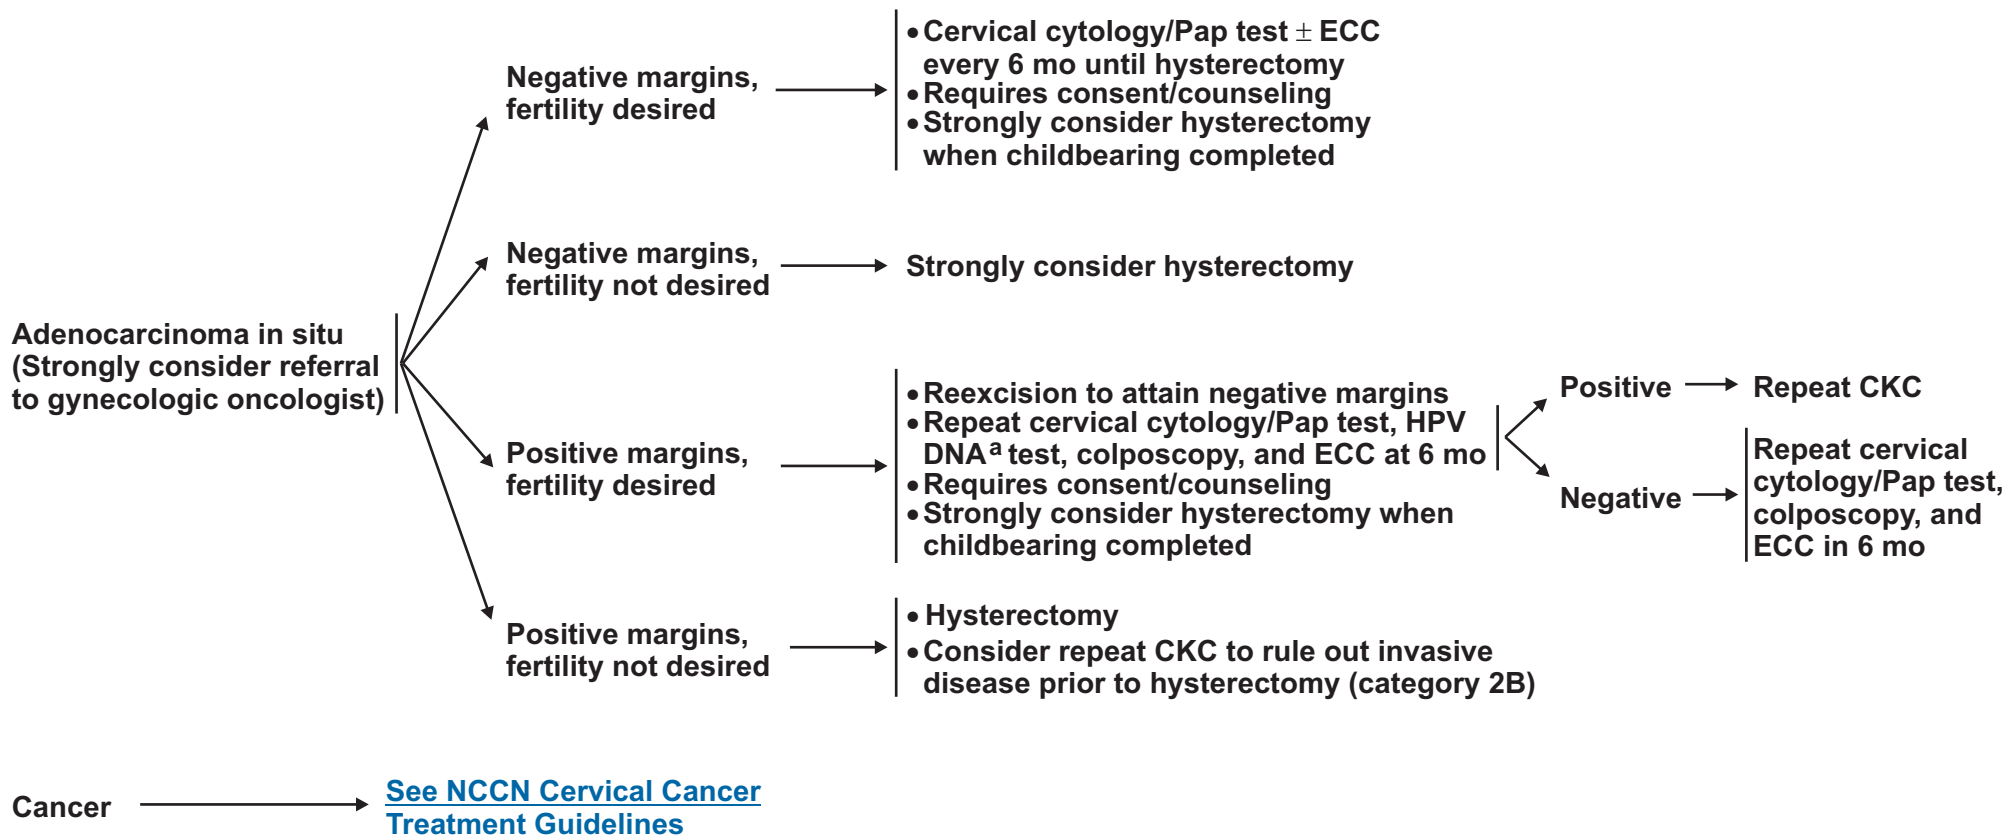 Negative margins,
fertility desired
• Cervical cytology/Pap test ± ECC
every 6 mo until hysterectomy
• Requires consent/counseling
• Strongly consider hysterectomy
when childbearing completed
Negative margins,
fertility not desired
Strongly consider hysterectomy
Adenocarcinoma in situ
(Strongly consider referral
to gynecologic oncologist)
Positive margins,
fertility desired
• Reexcision to attain negative margins
• Repeat cervical cytology/Pap test, HPV
DNAa test, colposcopy, and ECC at 6 mo
• Requires consent/counseling
• Strongly consider hysterectomy when
childbearing completed
Positive
Repeat CKC
Negative
Repeat cervical
cytology/Pap test,
colposcopy, and
ECC in 6 mo
Positive margins,
fertility not desired
• Hysterectomy
• Consider repeat CKC to rule out invasive
disease prior to hysterectomy (category 2B)
Cancer
See NCCN Cervical Cancer
Treatment Guidelines